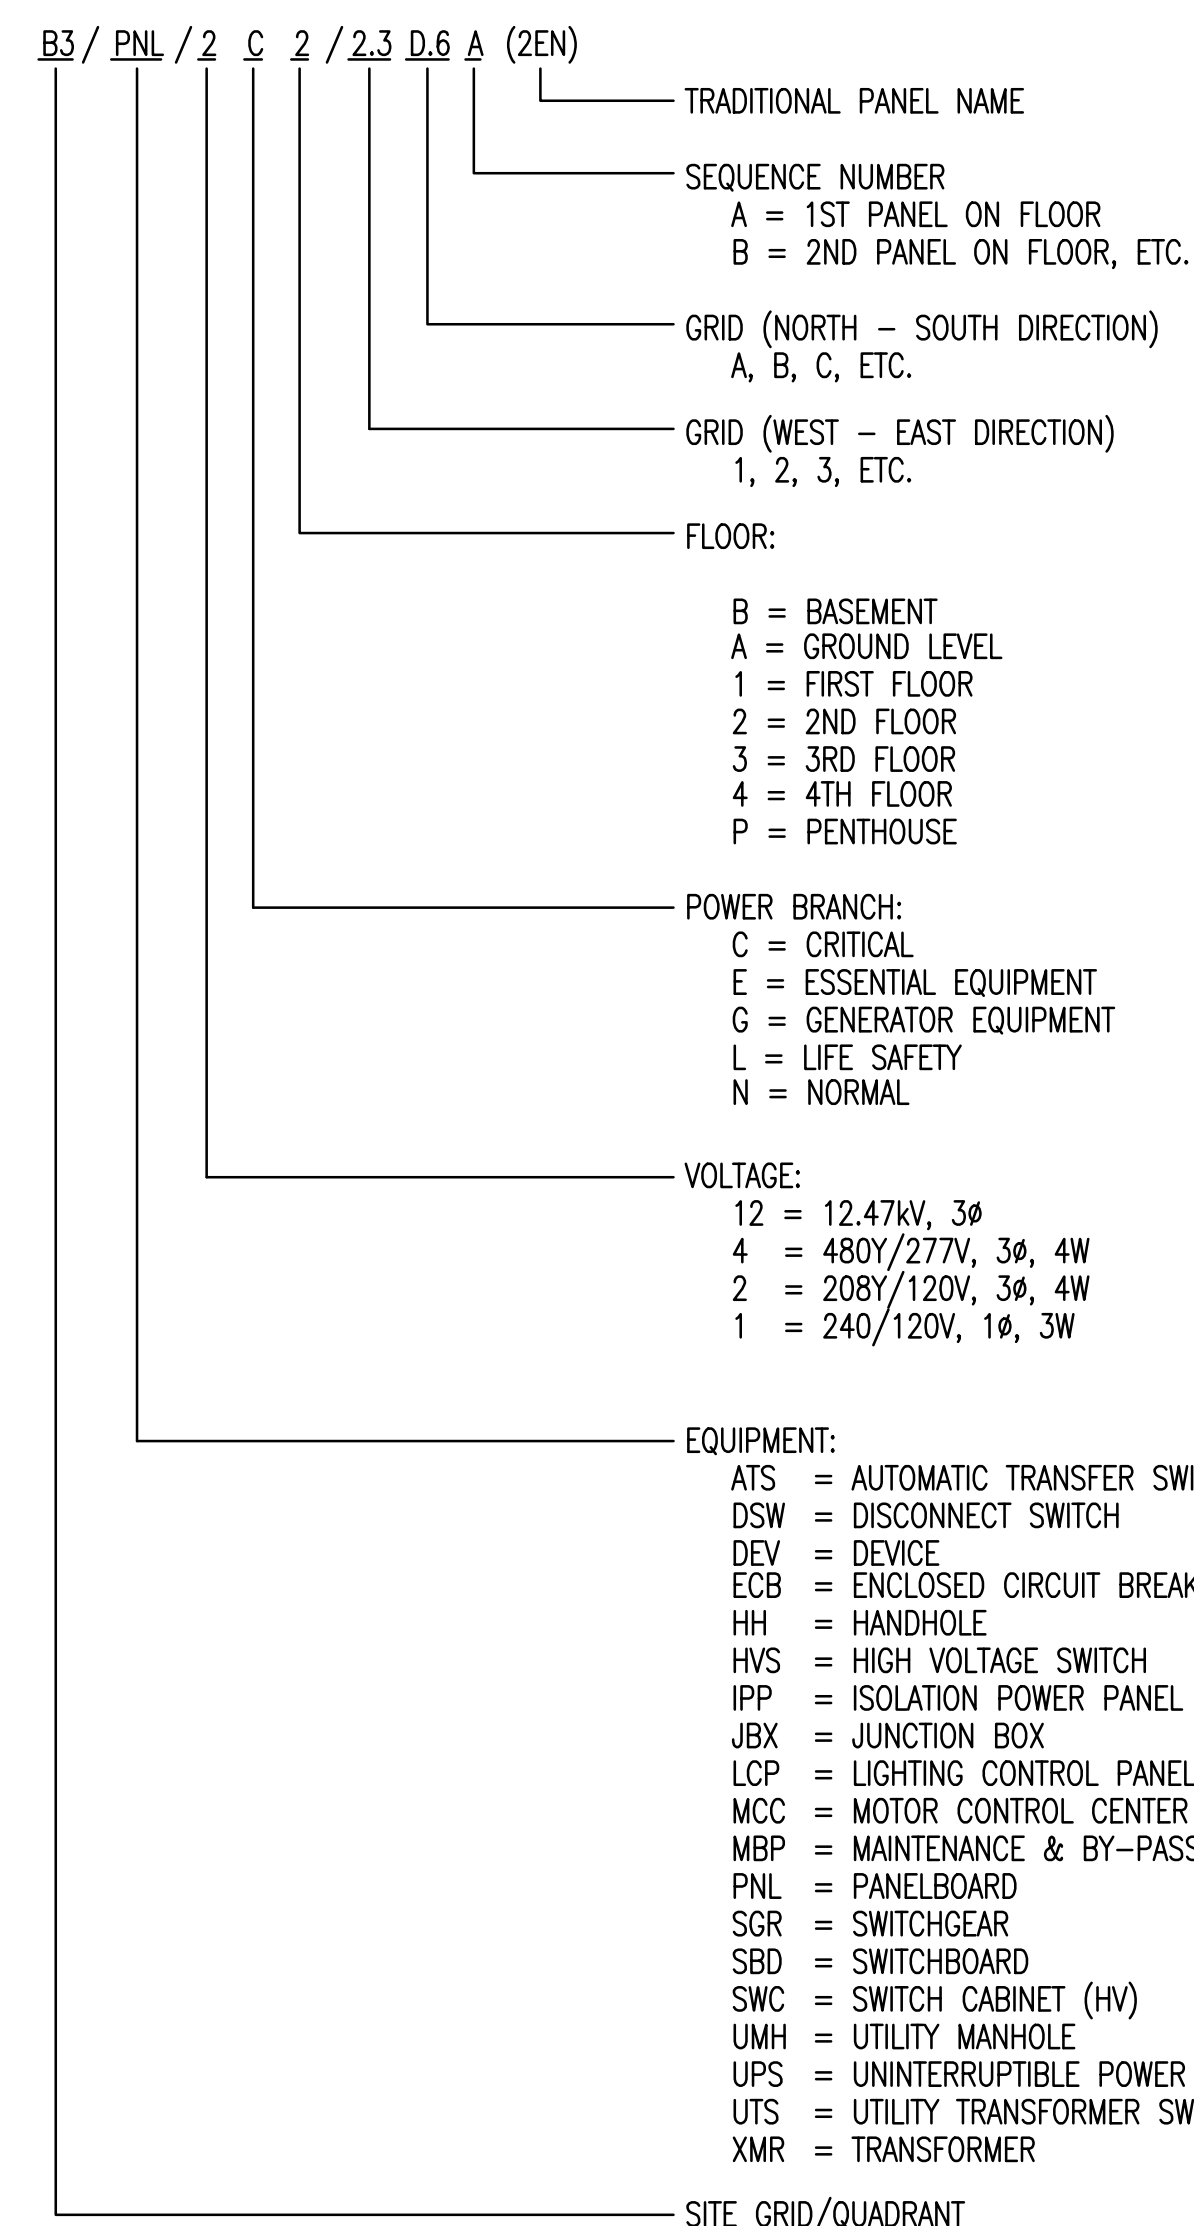 B3/ PNL /2 C 2 /2.3 D.6 A (2EN)
TRADITIONAL PANEL NAME
SEQUENCE NUMBER
A = 1ST PANEL ON FLOOR
B = 2ND PANEL ON FLOOR, ETC.
GRID (NORTH – SOUTH DIRECTION)
A, B, C, ETC.
GRID (WEST – EAST DIRECTION)
1, 2, 3, ETC.
FLOOR:
B = BASEMENT
A = GROUND LEVEL
1 = FIRST FLOOR
2 = 2ND FLOOR
3 = 3RD FLOOR
4 = 4TH FLOOR
P = PENTHOUSE
POWER BRANCH:
C = CRITICAL
E = ESSENTIAL EQUIPMENT
G = GENERATOR EQUIPMENT
L = LIFE SAFETY
N = NORMAL
VOLTAGE:
12 = 12.47kV, 3ø
4 = 480Y/277V, 3ø, 4W
2 = 208Y/120V, 3ø, 4W
1 = 240/120V, 1ø, 3W
EQUIPMENT:
ATS = AUTOMATIC TRANSFER
DSW = DISCONNECT SWITCH
DEV = DEVICE
ECB = ENCLOSED CIRCUIT
HH = HANDHOLE
HVS = HIGH VOLTAGE SWITCH
IPP = ISOLATION POWER PANEL
JBX = JUNCTION BOX
LCP = LIGHTING CONTROL PANEL
MCC = MOTOR CONTROL CENTER
MBP = MAINTENANCE & BY–PASS
PNL = PANELBOARD
SGR = SWITCHGEAR
SBD = SWITCHBOARD
SWC = SWITCH CABINET (HV)
UMH = UTILITY MANHOLE
UPS = UNINTERRUPTIBLE POWER
UTS = UTILITY TRANSFORMER
XMR = TRANSFORMER
SITE GRID/QUADRANT